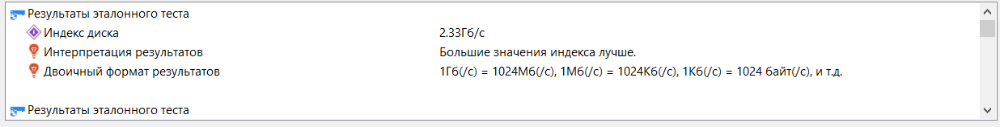 Результаты эталонного теста
Индекс диска 2.33Гб/с
Интерпретация результатов Большие значения индекса лучше.
Двоичный формат результатов 1Гб(/с) = 1024Мб(/с), 1Мб(/с) = 1024Кб(/с), 1Кб(/с) = 1024 байт(/с), и т.д.
Результаты эталонного теста